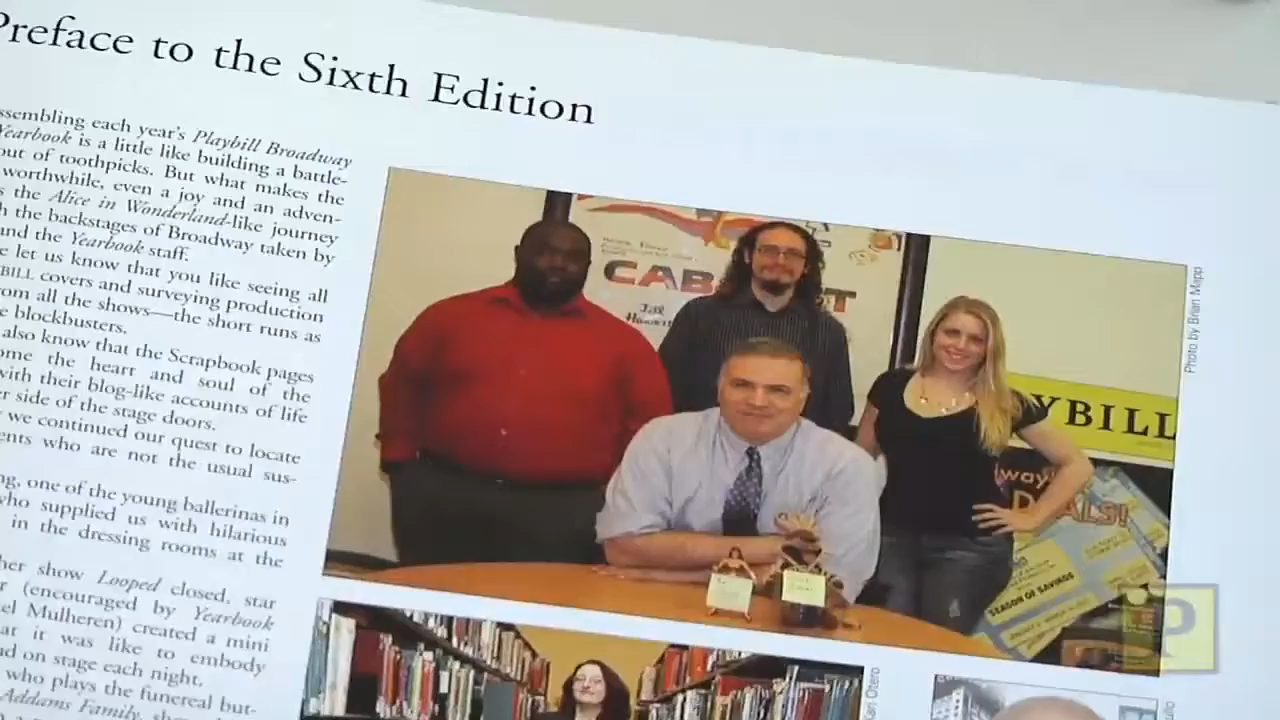 Preface to the Sixth Edition
ssembling each year's Playbill Broadway
Yearbook is a little like building a battle-
out of toothpicks. But what makes the
worthwhile, even a joy and an adven-
s the Alice in Wonderland-like journey
h the backstages of Broadway taken by
und the Yearbook staff.
e let us know that you like seeing all
BILL covers and surveying production
rom all the shows—the short runs as
e blockbusters.
also know that the Scrapbook pages
ome the heart and soul of the
with their blog-like accounts of life
er side of the stage doors.
we continued our quest to locate
ents who are not the usual sus-
ng, one of the young ballerinas in
who supplied us with hilarious
in the dressing rooms at the
her show Looped closed, star
r (encouraged by Yearbook
el Mulheren) created a mini
at it was like to embody
d on stage each night.
who plays the funereal but-
Addams Family,
CAB
T
YBILL
way
ALS!
SEASON OF SAVINGS
Photo by Brian Mapp
P